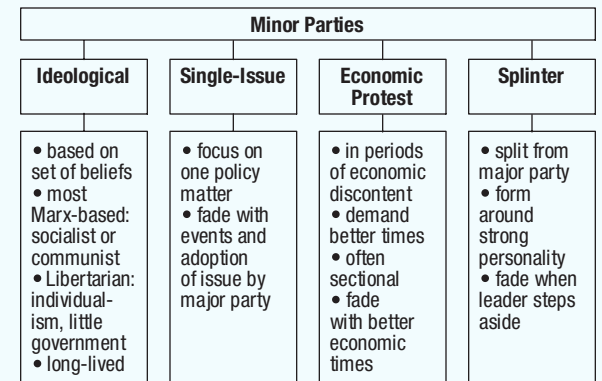 Minor Parties
Ideological
Single-Issue
Economic
Protest
Splinter
• based on
set of beliefs
• most
Marx-based:
socialist or
communist
• Libertarian:
individual-
ism, little
government
• long-lived
• focus on
one policy
matter
• fade with
events and
adoption
of issue by
major party
• in periods
of economic
discontent
• demand
better times
• often
sectional
• fade
with better
economic
times
• split from
major party
• form
around
strong
personality
• fade when
leader steps
aside